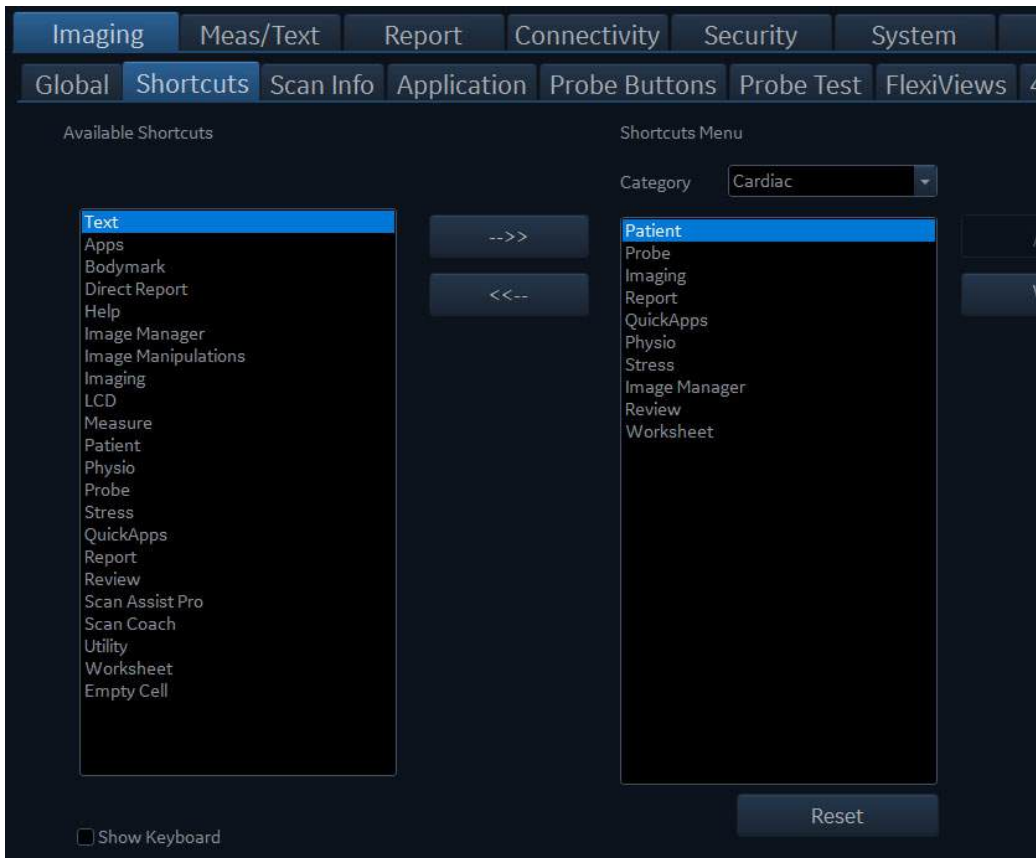 Imaging Meas/Text Report Connectivity Security System
Global Shortcuts Scan Info Application Probe Buttons Probe Test FlexiViews 4
Available Shortcuts
Text
Apps
Bodymark
Direct Report
Help
Image Manager
Image Manipulations
Imaging
LCD
Measure
Patient
Physio
Probe
Stress
QuickApps
Report
Review
Scan Assist Pro
Scan Coach
Utility
Worksheet
Empty Cell
Show Keyboard
-->>
<<--
Shortcuts Menu
Category Cardiac
Patient
Probe
Imaging
Report
QuickApps
Physio
Stress
Image Manager
Review
Worksheet
Reset